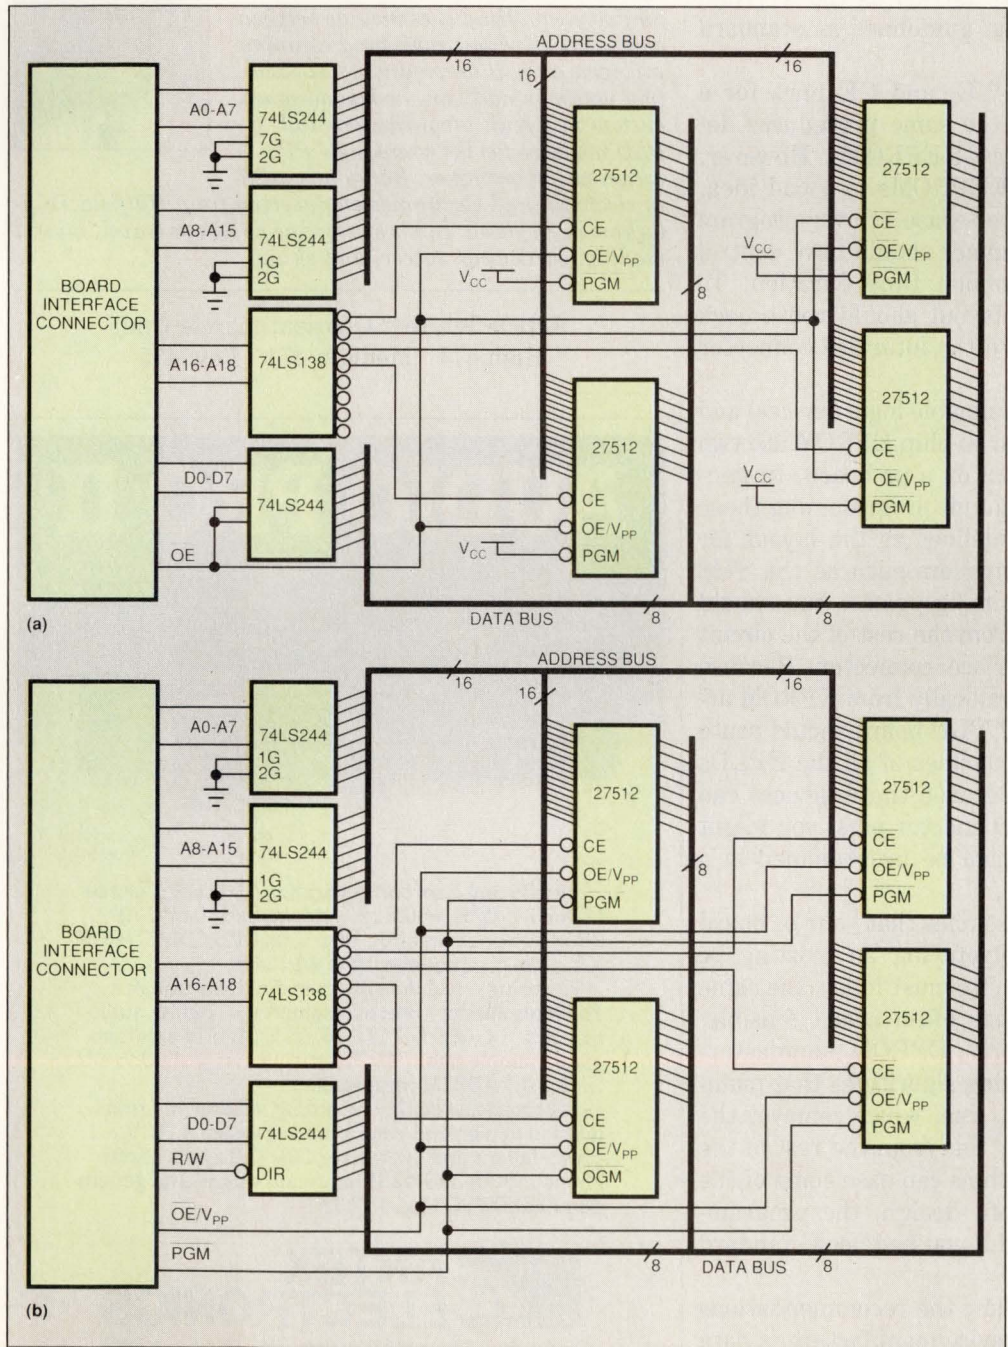 ADDRESS BUS
16
16
16
A0-A7
74LS244
7G
2G
27512
27512
A8-A15
74LS244
1G
2G
CE
OE/VPP
PGM
VCC
CE
OE/VPP
PGM
VCC
8
BOARD
INTERFACE
CONNECTOR
74LS138
A16-A18
27512
27512
D0-D7
74LS244
CE
OE/VPP
PGM
VCC
CE
OE/VPP
PGM
VCC
OE
DATA BUS
8
8
(a)
ADDRESS BUS
16
16
16
A0-A7
74LS244
1G
2G
27512
27512
A8-A15
74LS244
1G
2G
CE
OE/VPP
PGM
CE
OE/VPP
PGM
8
BOARD
INTERFACE
CONNECTOR
74LS138
A16-A18
27512
27512
D0-D7
74LS244
R/W
DIR
CE
OE/VPP
OGM
CE
OE/VPP
PGM
OE/VPP
PGM
8
DATA BUS
8
(b)